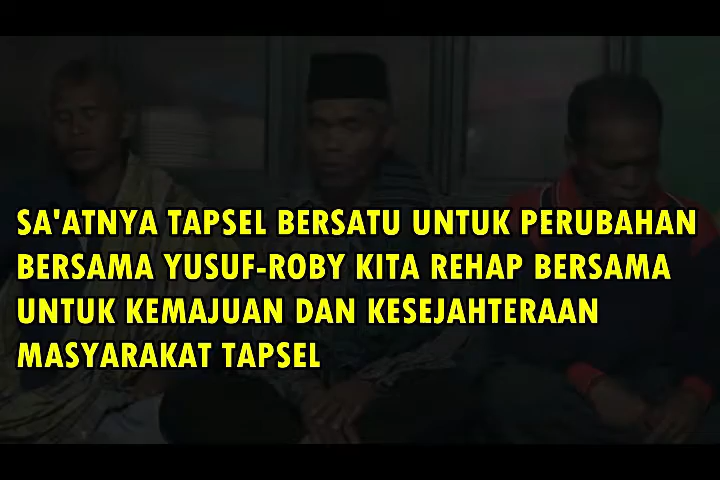 SA'ATNYA TAPSEL BERSATU UNTUK PERUBAHAN
BERSAMA YUSUF-ROBY KITA REHAP BERSAMA
UNTUK KEMAJUAN DAN KESEJAHTERAAN
MASYARAKAT TAPSEL